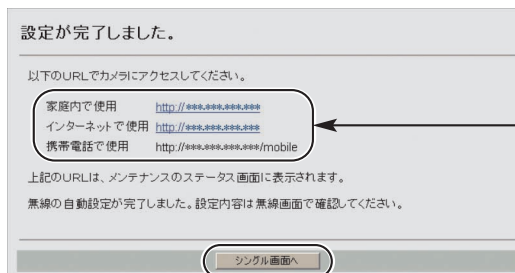 設定が完了しました。
以下のURLでカメラにアクセスしてください。
家庭内で使用 http://***.***.***.***
インターネットで使用 http://***.***.***.***
携帯電話で使用 http://***.***.***.***/mobile
上記のURLは、メンテナンスのステータス画面に表示されます。
無線の自動設定が完了しました。設定内容は無線画面で確認してください。
シングル画面へ